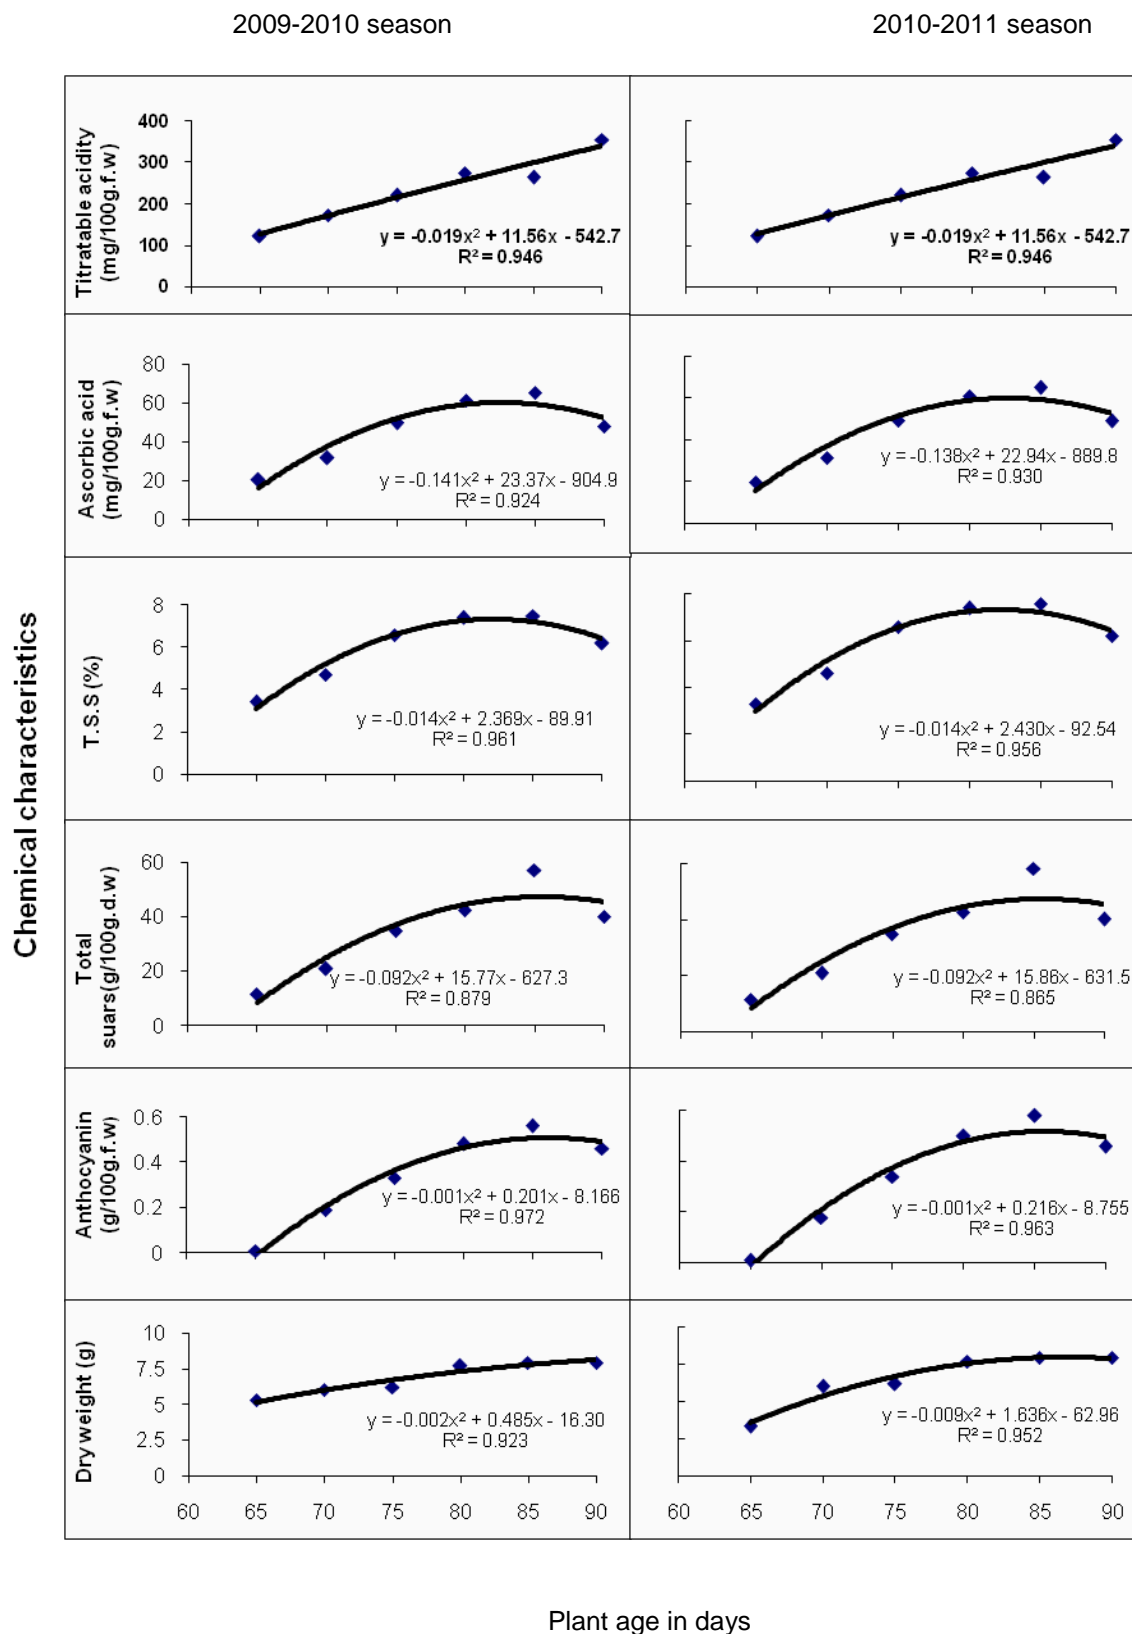 2009-2010 season
2010-2011 season
Chemical characteristics
Titratable acidity
(mg/100g.f.w)
400
300
200
100
0
y = -0.019x² + 11.56x - 542.7
R² = 0.946
y = -0.019x² + 11.56x - 542.7
R² = 0.946
Ascorbic acid
(mg/100g.f.w)
80
60
40
20
0
y = -0.141x² + 23.37x - 904.9
R² = 0.924
y = -0.138x² + 22.94x - 889.8
R² = 0.930
T.S.S (%)
8
6
4
2
0
y = -0.014x² + 2.369x - 89.91
R² = 0.961
y = -0.014x² + 2.430x - 92.54
R² = 0.956
Total
suars(g/100g.d.w)
60
40
20
0
y = -0.092x² + 15.77x - 627.3
R² = 0.879
y = -0.092x² + 15.86x - 631.5
R² = 0.865
Anthocyanin
(g/100g.f.w)
0.6
0.4
0.2
0
y = -0.001x² + 0.201x - 8.166
R² = 0.972
y = -0.001x² + 0.216x - 8.755
R² = 0.963
Dry weight (g)
10
7.5
5
2.5
0
y = -0.002x² + 0.485x - 16.30
R² = 0.923
y = -0.009x² + 1.636x - 62.96
R² = 0.952
60 65 70 75 80 85 90
60 65 70 75 80 85 90
Plant age in days